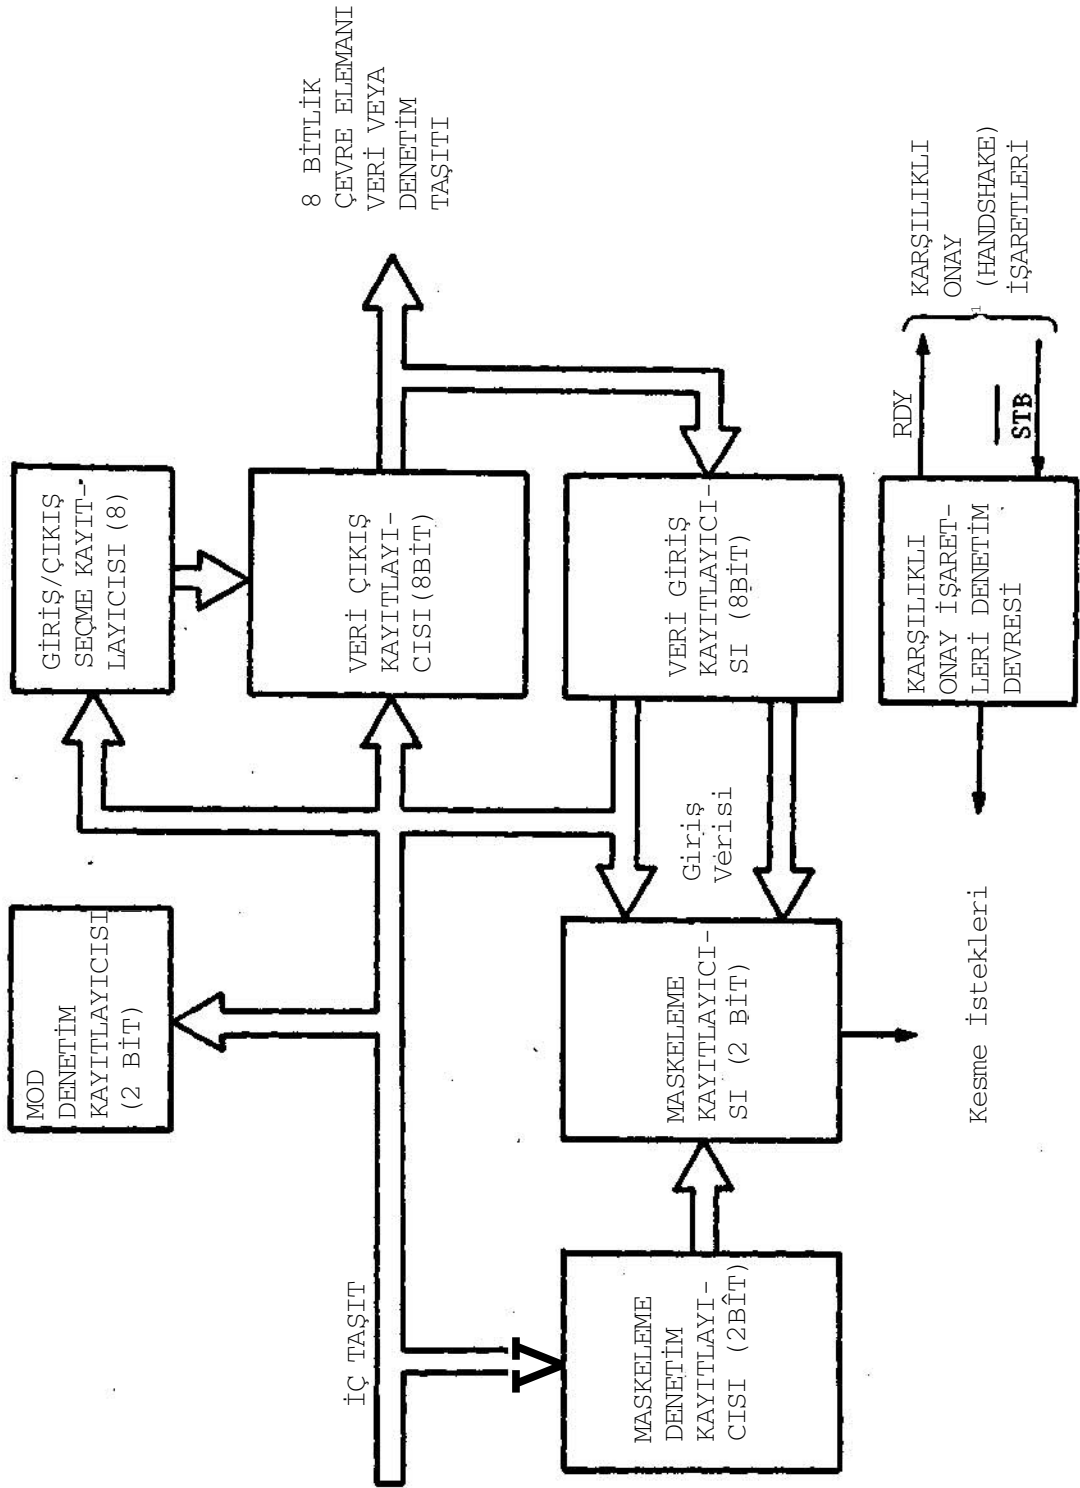 MOD
DENETİM
KAYITLAYICISI
(2 BİT)
GİRİŞ/ÇIKIŞ
SEÇME KAYIT-
LAYICISI (8)
İÇ TAŞIT
VERİ ÇIKIŞ
KAYITLAYI-
CISI (8BİT)
8 BİTLİK
ÇEVRE ELEMANI
VERİ VEYA
DENETİM
TAŞITI
MASKELEME
DENETİM
KAYITLAYI-
CISI (2BÎT)
MASKELEME
KAYITLAYICI-
SI (2 BİT)
Giriş
Verisi
VERİ GİRİŞ
KAYITLAYICI-
SI (8BİT)
Kesme İstekleri
KARŞILIKLI
ONAY İŞARET-
LERİ DENETİM
DEVRESİ
RDY
STB
1
KARŞILIKLI
ONAY
(HANDSHAKE)
İŞARETLERİ